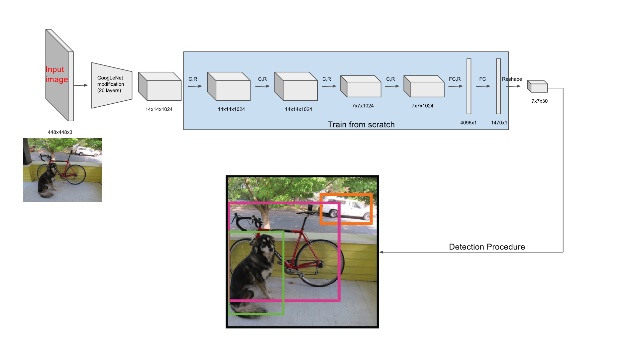 Input
image
448x448x3
GoogLeNet
modification
(20 layers)
14x14x1024
C,R
14x14x1024
C,R
14x14x1024
C,R
7x7x1024
C,R
7x7x1024
FC,R
4096x1
FC
1470x1
Reshape
7x7x30
Train from scratch
Detection Procedure